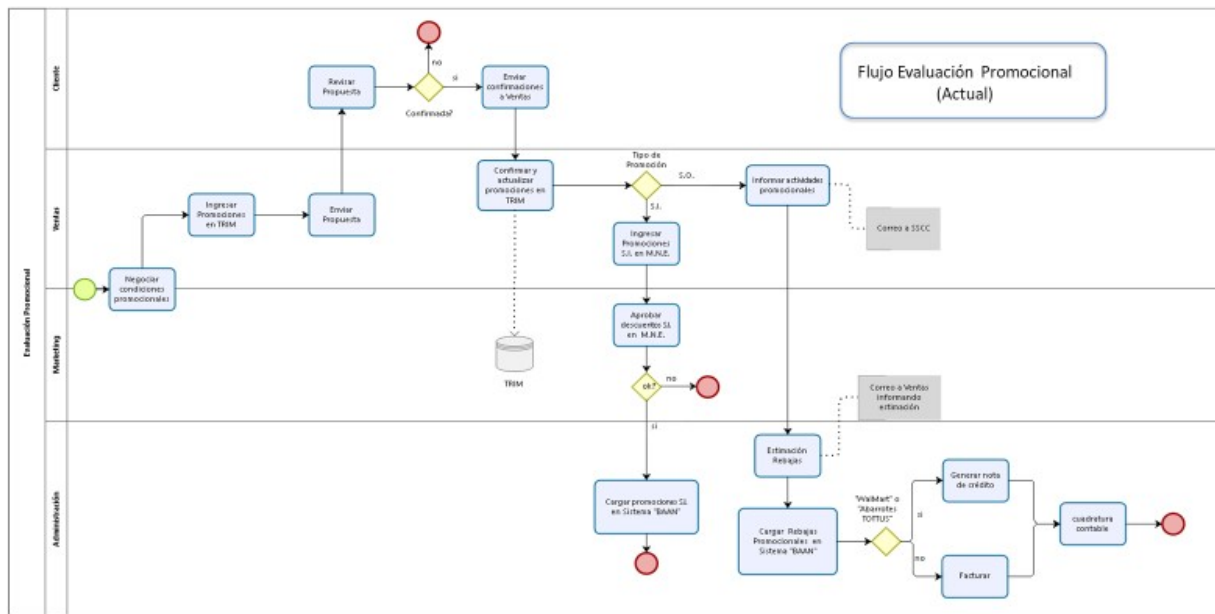 Flujo Evaluación Promocional
(Actual)
Evaluación Promocional
Cliente
Revisar
Propuesta
no
si
Confirmada?
Enviar
confirmaciones
a Ventas
Ventas
Negociar
condiciones
promocionales
Ingresar
Promociones
en TRIM
Enviar
Propuesta
Confirmar y
actualizar
promociones en
TRIM
Tipo de
Promoción
S.O.
S.I.
Informar actividades
promocionales
Correo a SSCC
Ingresar
Promociones
S.I. en M.N.E.
Marketing
TRIM
Aprobar
descuentos S.I.
en M.N.E.
ok?
no
si
Correo a Ventas
informando
estimación
Administración
Cargar promociones S.I.
en Sistema "BAAN"
Estimación
Rebajas
Cargar Rebajas
Promocionales en
Sistema "BAAN"
"WalMart" o
"Abarrotes
TOTTUS"
si
no
Generar nota
de crédito
Facturar
cuadratura
contable